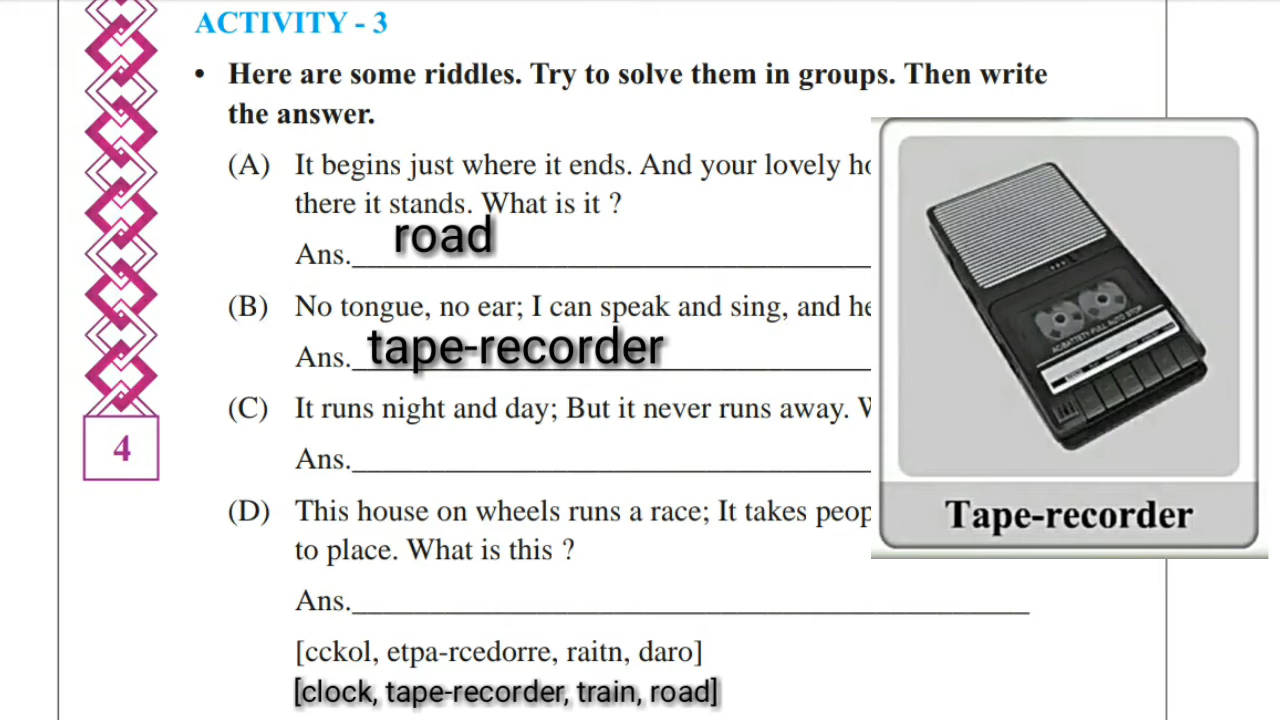 ACTIVITY - 3
• Here are some riddles. Try to solve them in groups. Then write
the answer.
(A) It begins just where it ends. And your lovely
there it stands. What is it ?
road
Ans.
(B) No tongue, no ear; I can speak and sing, and
tape-recorder
Ans.
(C) It runs night and day; But it never runs away.
Ans.
4
(D) This house on wheels runs a race; It takes
to place. What is this ?
Ans.
[cckol, etpa-rcedorre, raitn, daro]
[clock, tape-recorder, train, road]
Tape-recorder